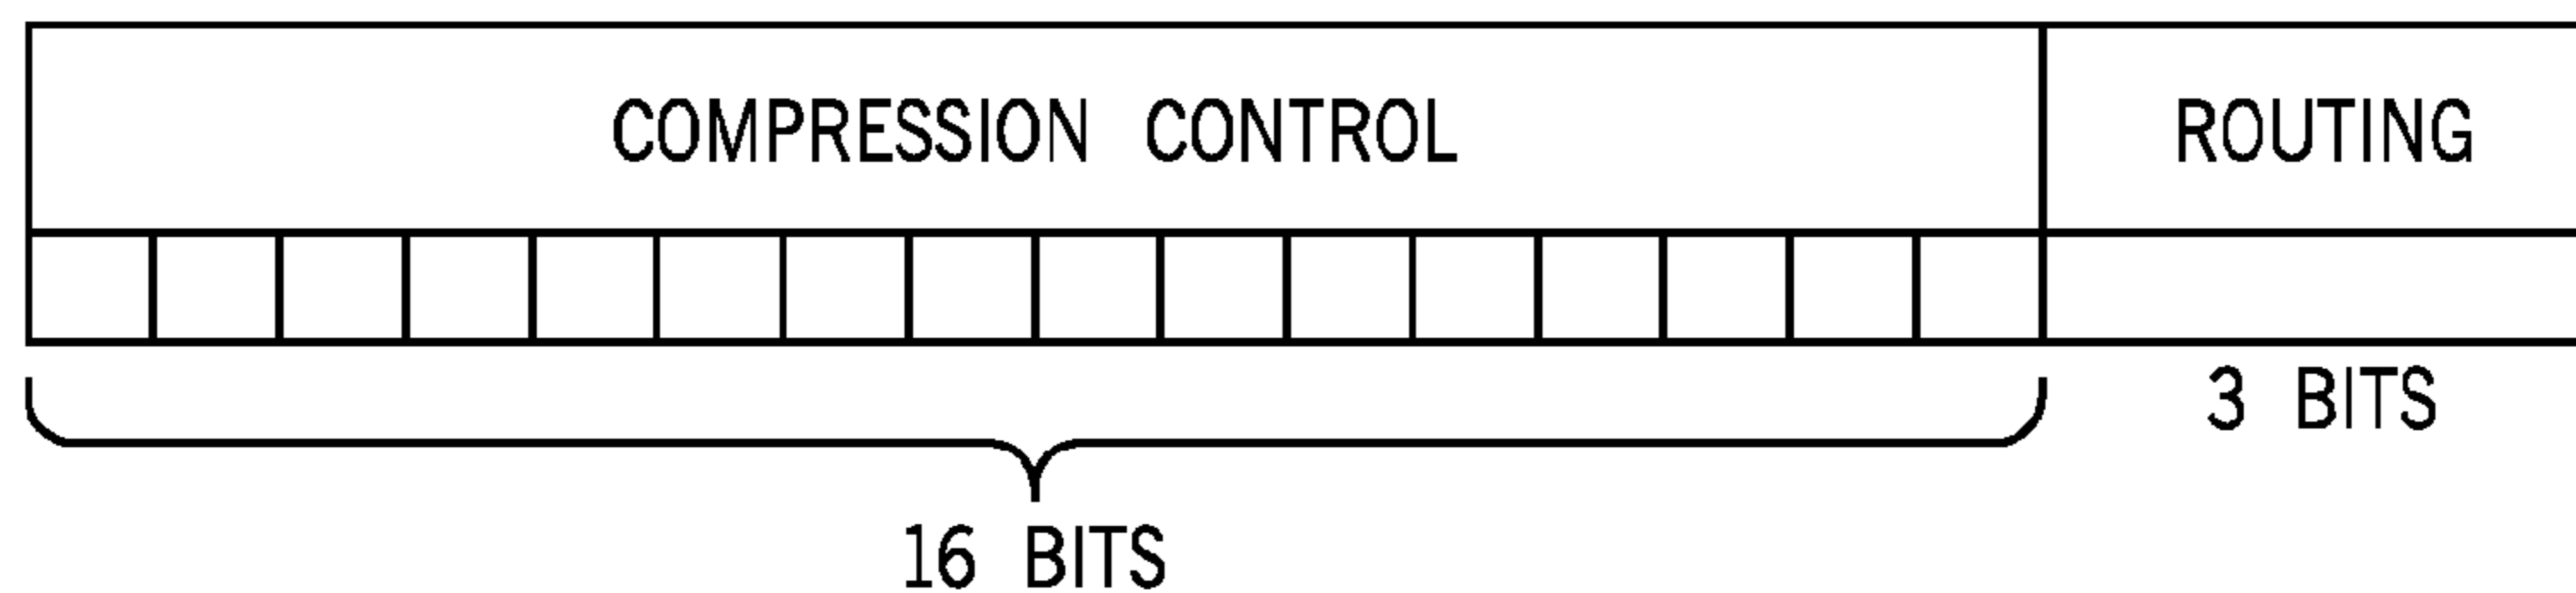 COMPRESSION CONTROL
ROUTING
3 BITS
16 BITS